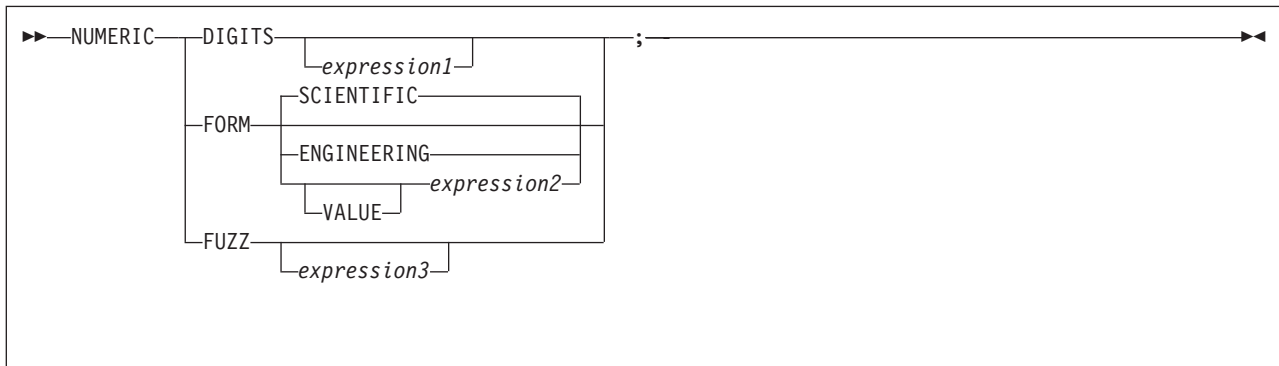 NUMERIC DIGITS ;
expression1
SCIENTIFIC
FORM
ENGINEERING
expression2
VALUE
FUZZ
expression3